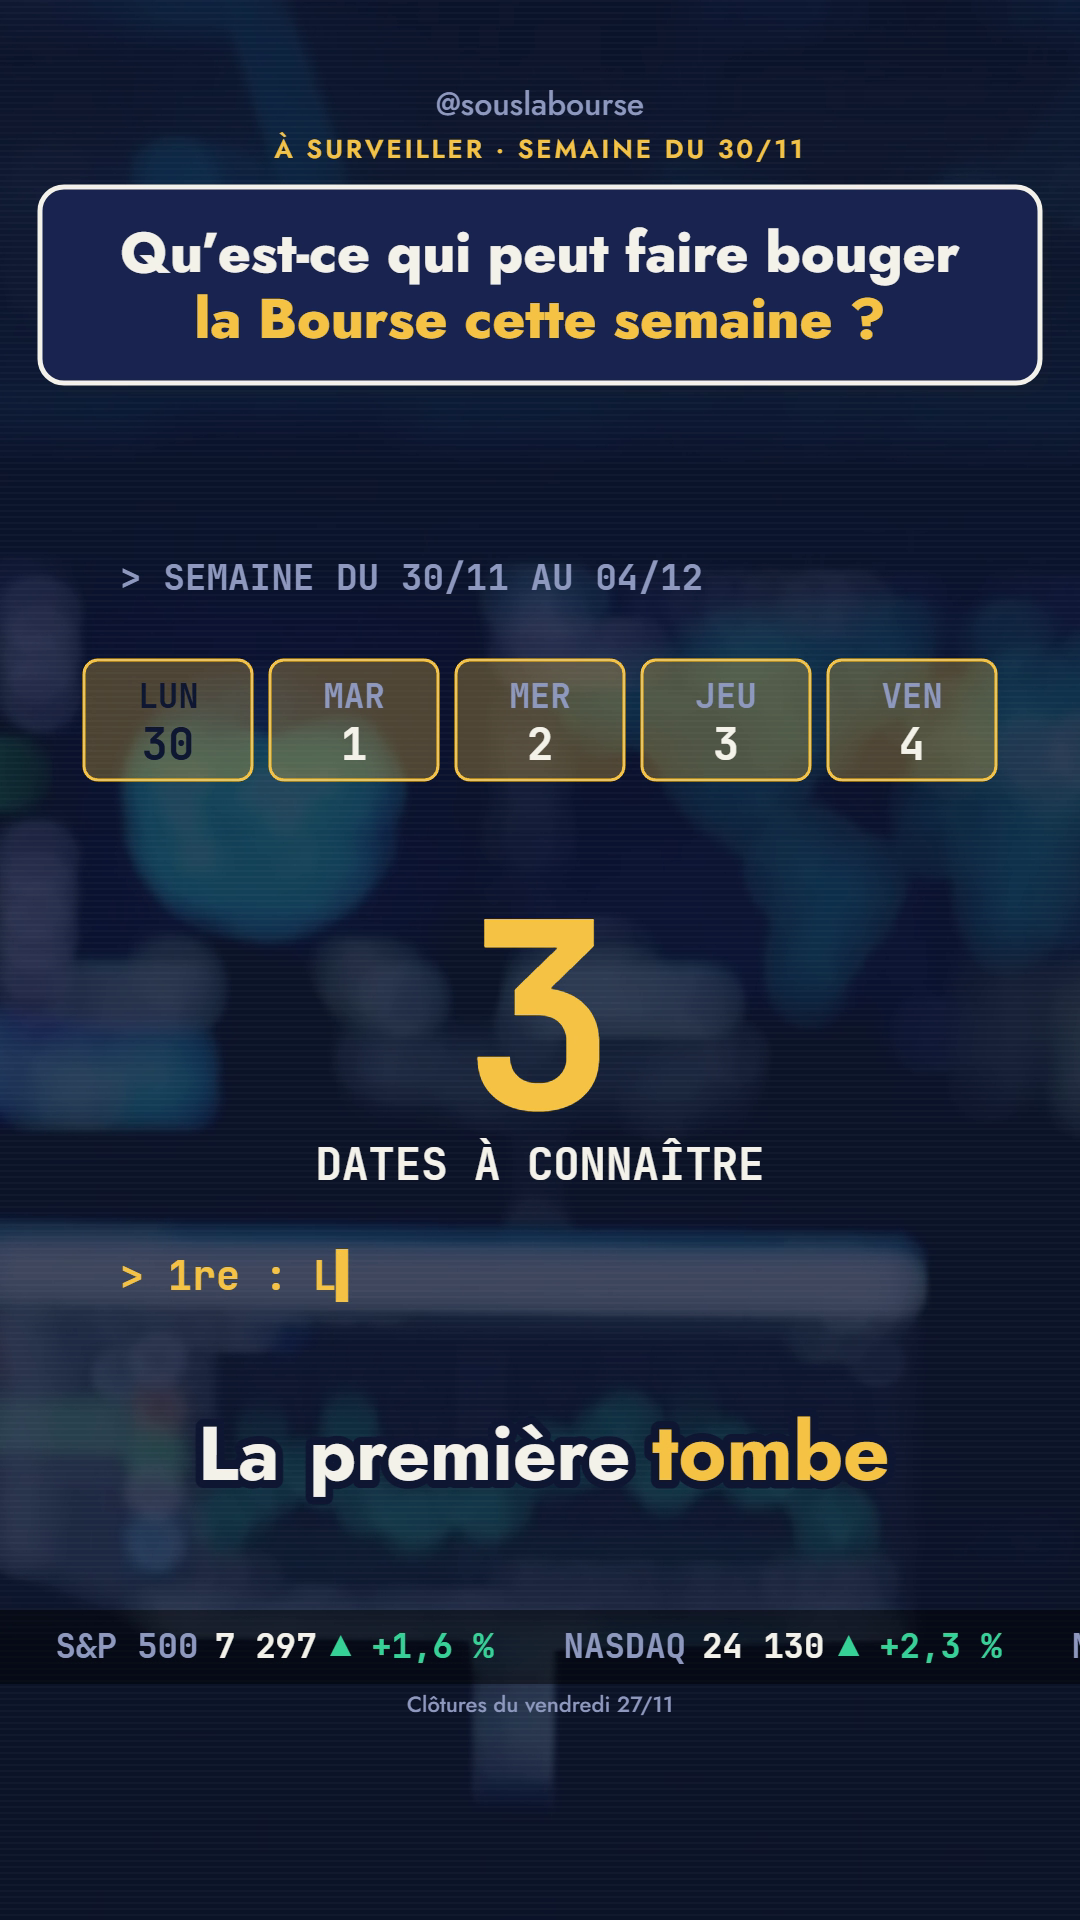 @souslabourse
À SURVEILLER · SEMAINE DU 30/11
Qu'est-ce qui peut faire bouger
la Bourse cette semaine ?
> SEMAINE DU 30/11 AU 04/12
LUN MAR MER JEU VEN
30 1 2 3 4
3
DATES À CONNAÎTRE
> 1re : L
La première tombe
S&P 500 7 297 ▲ +1,6 % NASDAQ 24 130 ▲ +2,3 %
Clôtures du vendredi 27/11